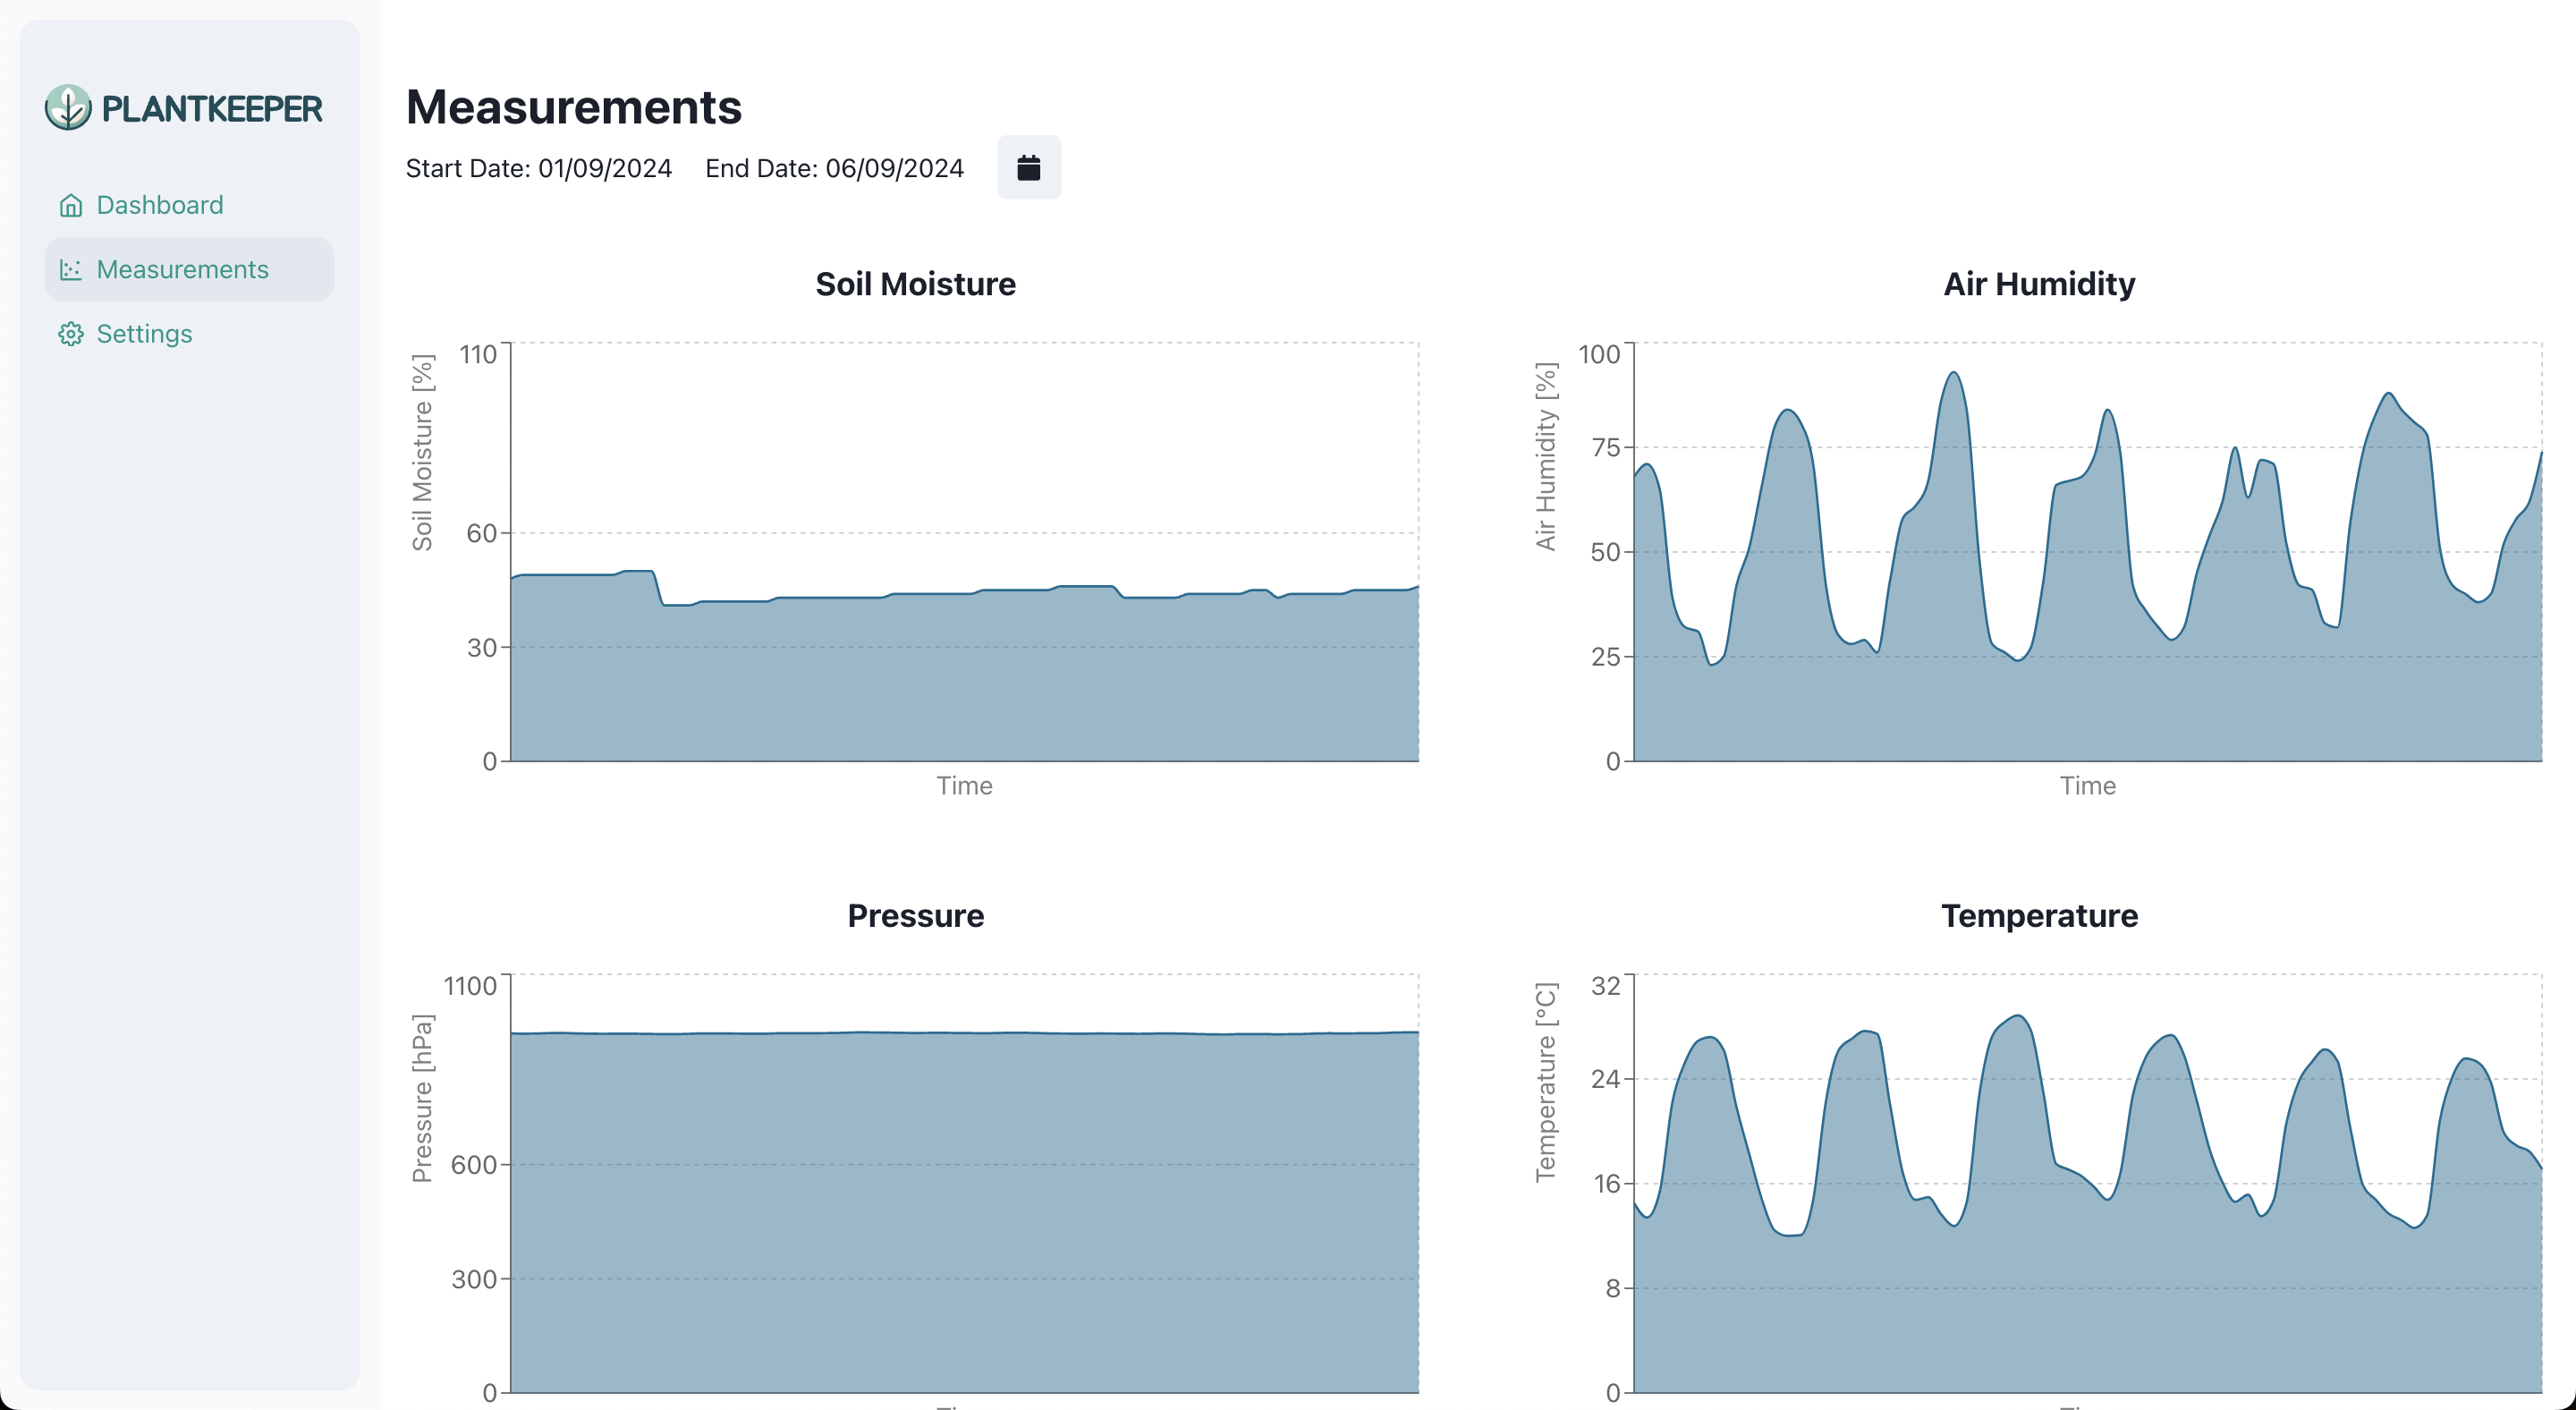 PLANTKEEPER
Dashboard
Measurements
Settings
Measurements
Start Date: 01/09/2024 End Date: 06/09/2024
Soil Moisture
Soil Moisture [%]
110
60
30
0
Time
Air Humidity
Air Humidity [%]
100
75
50
25
0
Time
Pressure
Pressure [hPa]
1100
600
300
0
Temperature
Temperature [°C]
32
24
16
8
0